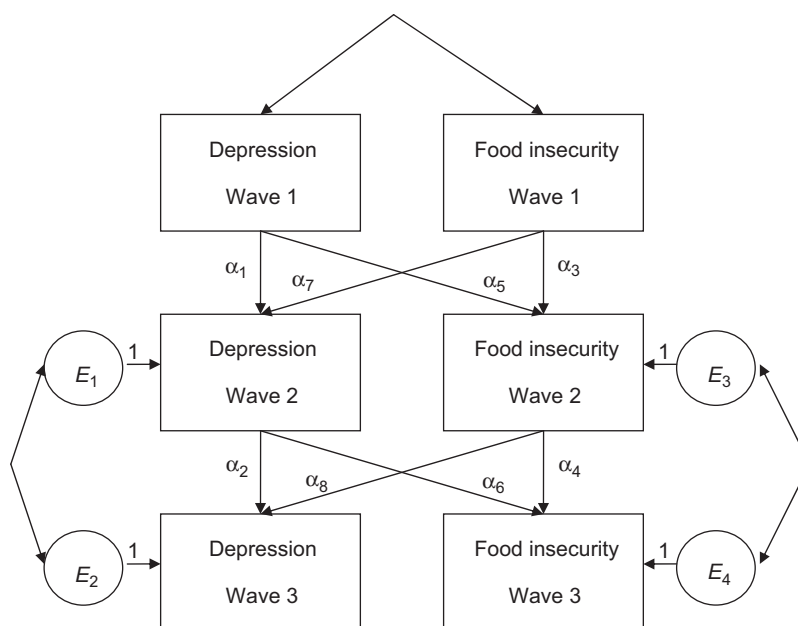 Depression
Wave 1
Food insecurity
Wave 1
α1
α7
α5
α3
E1
1
Depression
Wave 2
Food insecurity
Wave 2
1
E3
α2
α8
α6
α4
E2
1
Depression
Wave 3
Food insecurity
Wave 3
1
E4